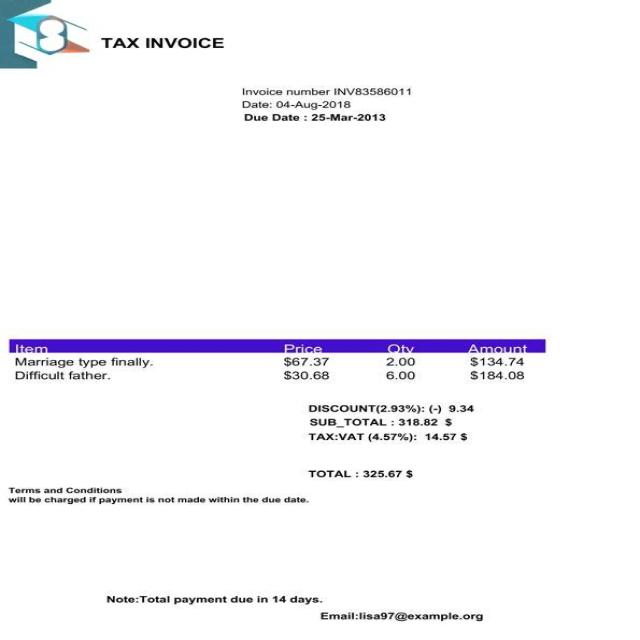 TAX INVOICE
Invoice number INV83586011
Date: 04-Aug-2018
Due Date : 25-Mar-2013
Item Price Qty Amount
Marriage type finally. $67.37 2.00 $134.74
Difficult father. $30.68 6.00 $184.08
DISCOUNT(2.93%): (-) 9.34
SUB_TOTAL : 318.82 $
TAX:VAT (4.57%): 14.57 $
TOTAL : 325.67 $
Terms and Conditions
will be charged if payment is not made within the due date.
Note:Total payment due in 14 days.
Email:lisa97@example.org